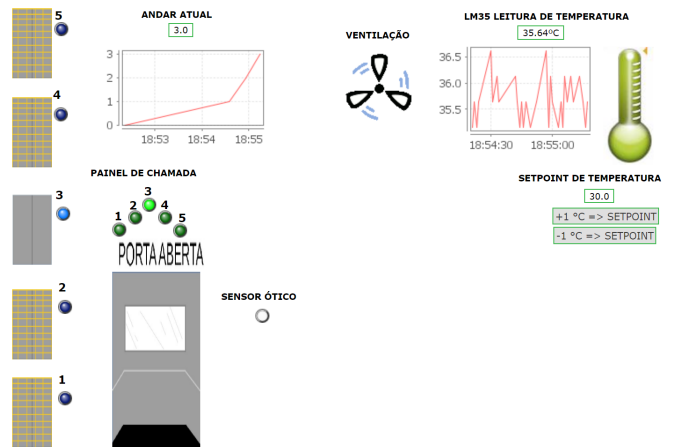 5
ANDAR ATUAL
3.0
3
2
1
0
18:53 18:54 18:55
VENTILAÇÃO
LM35 LEITURA DE TEMPERATURA
35.64ºC
36.5
36.0
35.5
18:54:30 18:55:00
4
PAINEL DE CHAMADA
3
1 2 3 4 5
PORTA ABERTA
SETPOINT DE TEMPERATURA
30.0
+1 °C => SETPOINT
-1 °C => SETPOINT
2
SENSOR ÓTICO
1